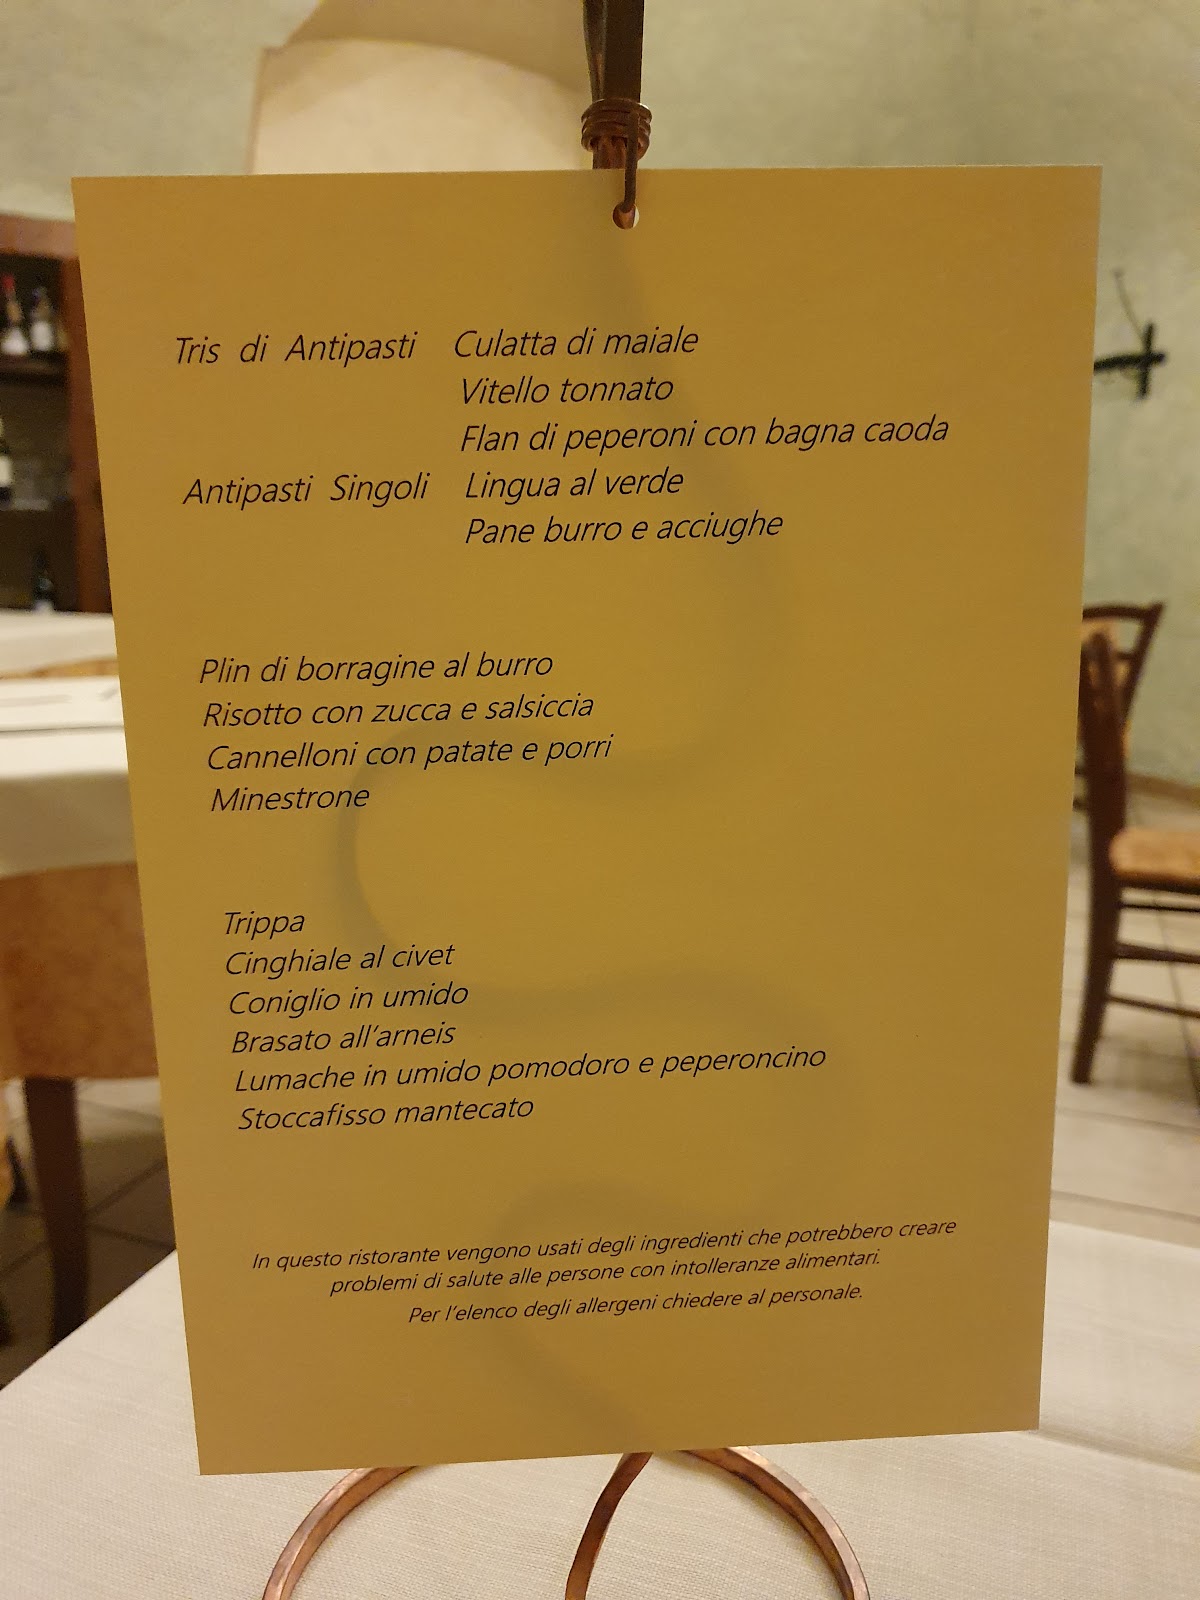 Tris di Antipasti Culatta di maiale
Vitello tonnato
Flan di peperoni con bagna caoda
Antipasti Singoli Lingua al verde
Pane burro e acciughe
Plin di borragine al burro
Risotto con zucca e salsiccia
Cannelloni con patate e porri
Minestrone
Trippa
Cinghiale al civet
Coniglio in umido
Brasato all'arneis
Lumache in umido pomodoro e peperoncino
Stoccafisso mantecato
In questo ristorante vengono usati degli ingredienti che potrebbero creare
problemi di salute alle persone con intolleranze alimentari.
Per l'elenco degli allergeni chiedere al personale.